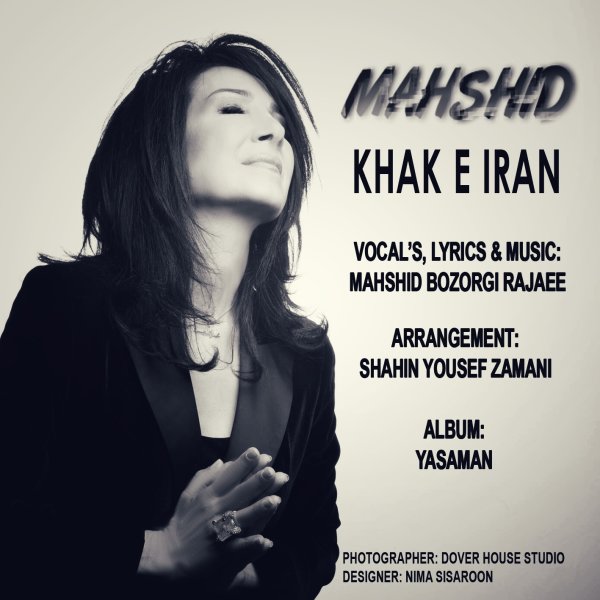 MAHSHID
KHAK E IRAN
VOCAL'S, LYRICS & MUSIC:
MAHSHID BOZORGI RAJAEE
ARRANGEMENT:
SHAHIN YOUSEF ZAMANI
ALBUM:
YASAMAN
PHOTOGRAPHER: DOVER HOUSE STUDIO
DESIGNER: NIMA SISAROON